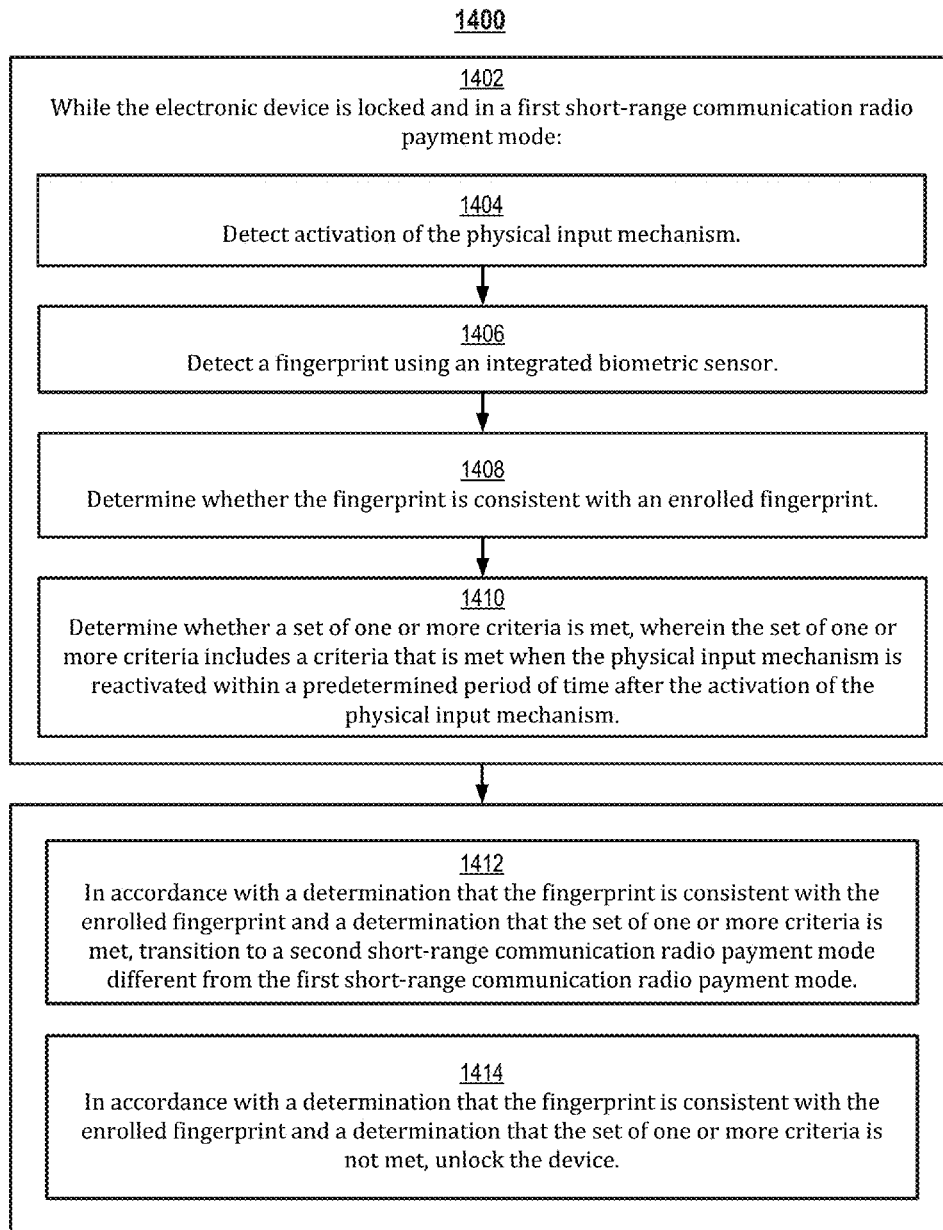 1400
1402
While the electronic device is locked and in a first short-range communication radio
payment mode:
1404
Detect activation of the physical input mechanism.
1406
Detect a fingerprint using an integrated biometric sensor.
1408
Determine whether the fingerprint is consistent with an enrolled fingerprint.
1410
Determine whether a set of one or more criteria is met, wherein the set of one or
more criteria includes a criteria that is met when the physical input mechanism is
reactivated within a predetermined period of time after the activation of the
physical input mechanism.
1412
In accordance with a determination that the fingerprint is consistent with the
enrolled fingerprint and a determination that the set of one or more criteria is
met, transition to a second short-range communication radio payment mode
different from the first short-range communication radio payment mode.
1414
In accordance with a determination that the fingerprint is consistent with the
enrolled fingerprint and a determination that the set of one or more criteria is
not met, unlock the device.